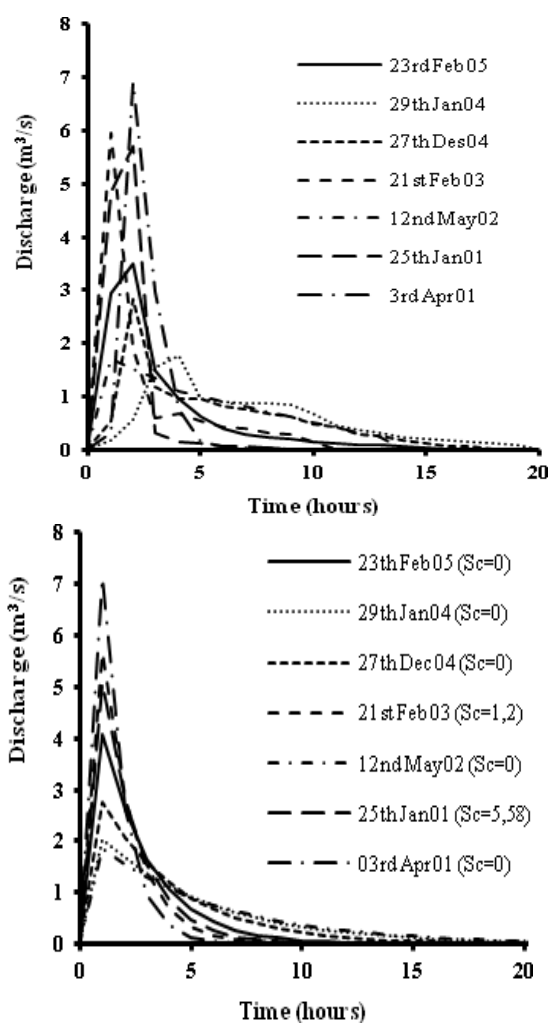 8
7
6
5
4
3
2
1
0
Discharge (m³/s)
23rdFeb05
29thJan04
27thDes04
21stFeb03
12ndMay02
25thJan01
3rdApr01
0 5 10 15 20
Time (hours)
8
7
6
5
4
3
2
1
0
Discharge (m³/s)
23thFeb05 (Sc=0)
29thJan04 (Sc=0)
27thDec04 (Sc=0)
21stFeb03 (Sc=1,2)
12ndMay02 (Sc=0)
25thJan01 (Sc=5,58)
03rdApr01 (Sc=0)
0 5 10 15 20
Time (hours)